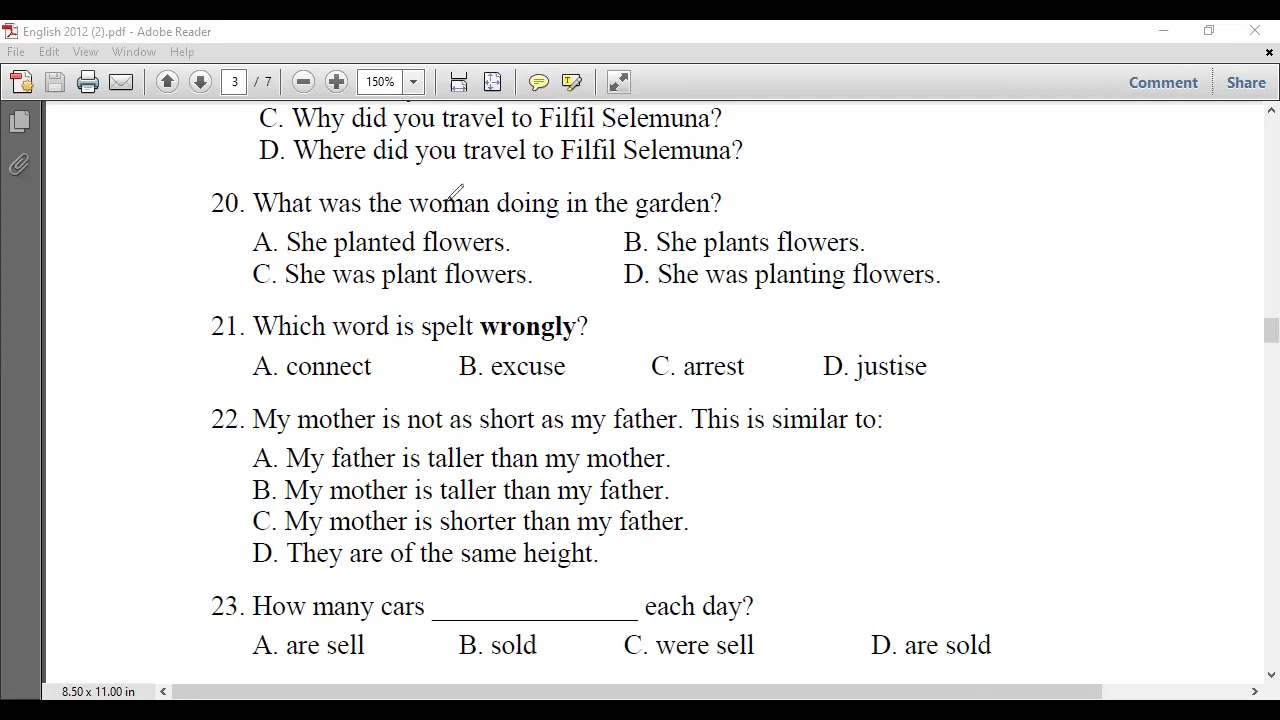 English 2012 (2).pdf - Adobe Reader
File Edit View Window Help
3 / 7 150% Comment Share
C. Why did you travel to Filfil Selemuna?
D. Where did you travel to Filfil Selemuna?
20. What was the woman doing in the garden?
A. She planted flowers. B. She plants flowers.
C. She was plant flowers. D. She was planting flowers.
21. Which word is spelt wrongly?
A. connect B. excuse C. arrest D. justise
22. My mother is not as short as my father. This is similar to:
A. My father is taller than my mother.
B. My mother is taller than my father.
C. My mother is shorter than my father.
D. They are of the same height.
23. How many cars _______________ each day?
A. are sell B. sold C. were sell D. are sold
8.50 x 11.00 in